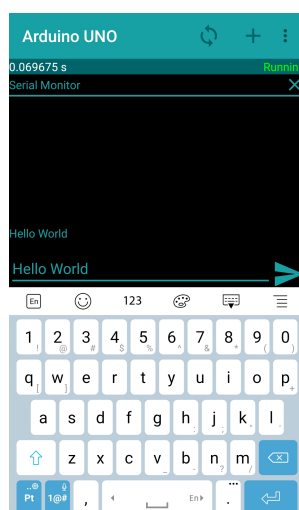 Arduino UNO
0.069675 s Runnin
Serial Monitor
Hello World
Hello World
En 123
1 ! 2 @ 3 # 4 $ 5 % 6 ^ 7 & 8 * 9 ( 0 )
q [ w ] e r t y u i o p +
a s d f g h ; j , k l
z x c v _ b - n ? m /
Pt 1@# , En .